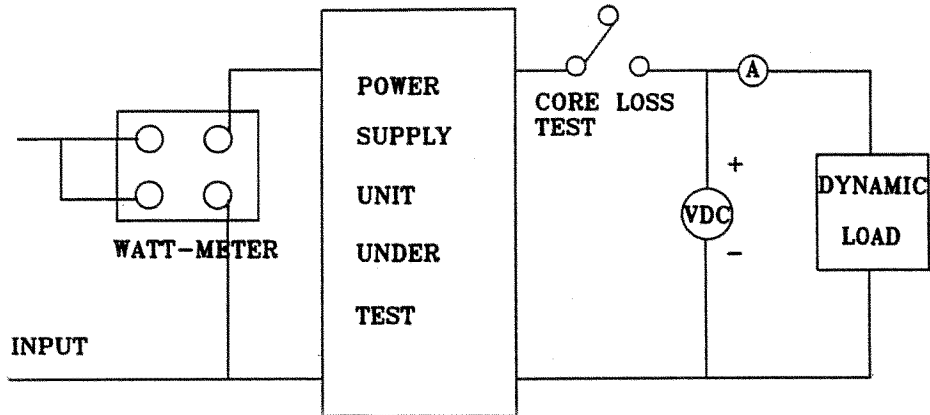 POWER
SUPPLY
UNIT
UNDER
TEST
WATT-METER
INPUT
CORE LOSS
TEST
A
+
VDC
-
DYNAMIC
LOAD